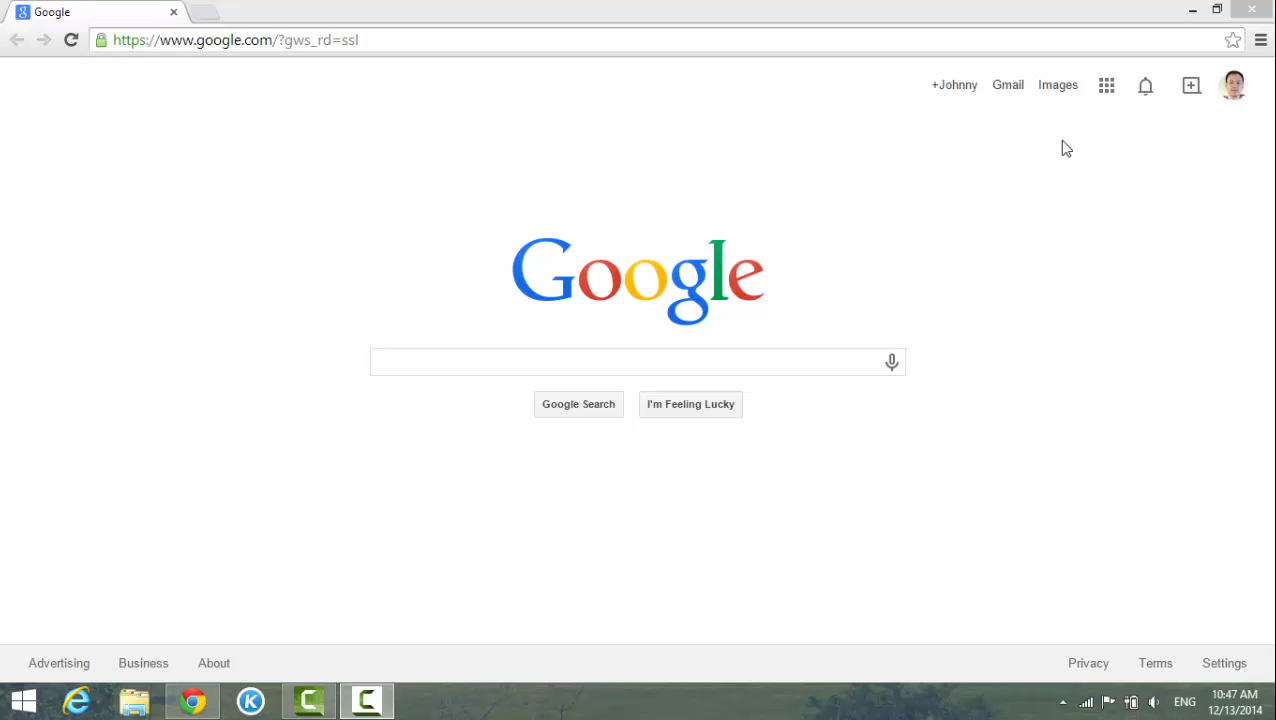 Google
https://www.google.com/?gws_rd=ssl
+Johnny Gmail Images
Google
Google Search I'm Feeling Lucky
Advertising Business About Privacy Terms Settings
ENG
10:47 AM
12/13/2014